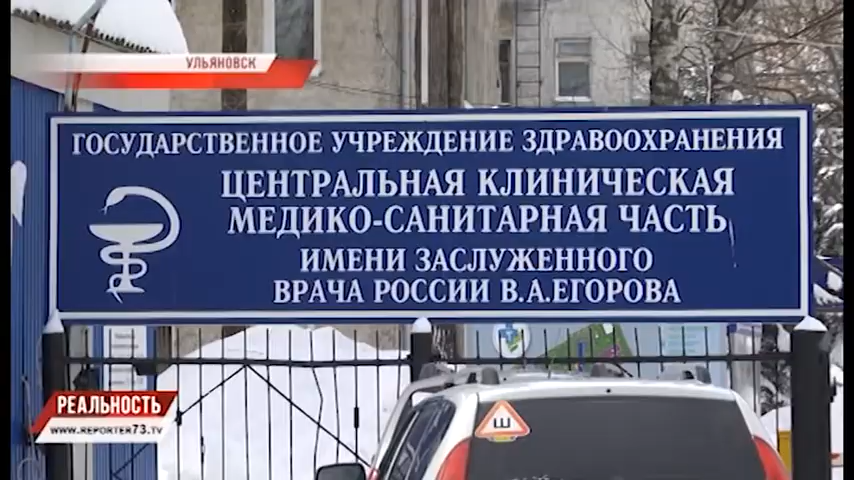 УЛЬЯНОВСК
ГОСУДАРСТВЕННОЕ УЧРЕЖДЕНИЕ ЗДРАВООХРАНЕНИЯ
ЦЕНТРАЛЬНАЯ КЛИНИЧЕСКАЯ
МЕДИКО-САНИТАРНАЯ ЧАСТЬ
ИМЕНИ ЗАСЛУЖЕННОГО
ВРАЧА РОССИИ В.А.ЕГОРОВА
РЕАЛЬНОСТЬ
WWW.REPORTER73.TV
Ш